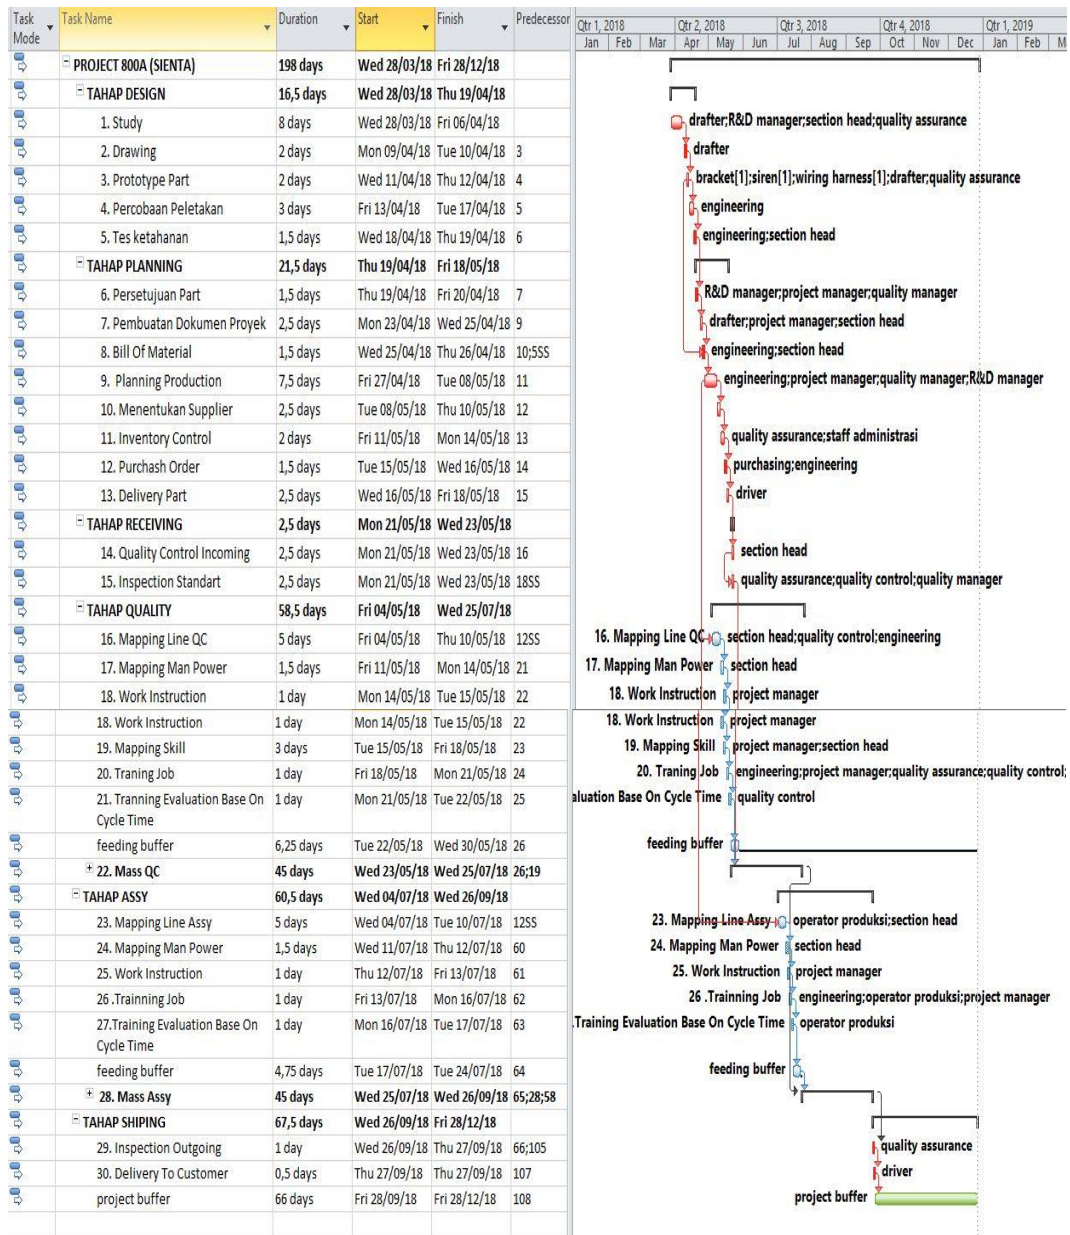 Task Mode Task Name Duration Start Finish Predecessor
Qtr 1, 2018 Qtr 2, 2018 Qtr 3, 2018 Qtr 4, 2018 Qtr 1, 2019
Jan Feb Mar Apr May Jun Jul Aug Sep Oct Nov Dec Jan Feb M
PROJECT 800A (SIENTA) 198 days Wed 28/03/18 Fri 28/12/18
TAHAP DESIGN 16,5 days Wed 28/03/18 Thu 19/04/18
1. Study 8 days Wed 28/03/18 Fri 06/04/18 drafter;R&D manager;section head;quality assurance
2. Drawing 2 days Mon 09/04/18 Tue 10/04/18 3 drafter
3. Prototype Part 2 days Wed 11/04/18 Thu 12/04/18 4 bracket[1];siren[1];wiring harness[1];drafter;quality assurance
4. Percobaan Peletakan 3 days Fri 13/04/18 Tue 17/04/18 5 engineering
5. Tes ketahanan 1,5 days Wed 18/04/18 Thu 19/04/18 6 engineering;section head
TAHAP PLANNING 21,5 days Thu 19/04/18 Fri 18/05/18
6. Persetujuan Part 1,5 days Thu 19/04/18 Fri 20/04/18 7 R&D manager;project manager;quality manager
7. Pembuatan Dokumen Proyek 2,5 days Mon 23/04/18 Wed 25/04/18 9 drafter;project manager;section head
8. Bill Of Material 1,5 days Wed 25/04/18 Thu 26/04/18 10;5SS engineering;section head
9. Planning Production 7,5 days Fri 27/04/18 Tue 08/05/18 11 engineering;project manager;quality manager;R&D manager
10. Menentukan Supplier 2,5 days Tue 08/05/18 Thu 10/05/18 12
11. Inventory Control 2 days Fri 11/05/18 Mon 14/05/18 13 quality assurance;staff administrasi
12. Purchash Order 1,5 days Tue 15/05/18 Wed 16/05/18 14 purchasing;engineering
13. Delivery Part 2,5 days Wed 16/05/18 Fri 18/05/18 15 driver
TAHAP RECEIVING 2,5 days Mon 21/05/18 Wed 23/05/18
14. Quality Control Incoming 2,5 days Mon 21/05/18 Wed 23/05/18 16 section head
15. Inspection Standart 2,5 days Mon 21/05/18 Wed 23/05/18 18SS quality assurance;quality control;quality manager
TAHAP QUALITY 58,5 days Fri 04/05/18 Wed 25/07/18
16. Mapping Line QC 5 days Fri 04/05/18 Thu 10/05/18 12SS 16. Mapping Line QC section head;quality control;engineering
17. Mapping Man Power 1,5 days Fri 11/05/18 Mon 14/05/18 21 17. Mapping Man Power section head
18. Work Instruction 1 day Mon 14/05/18 Tue 15/05/18 22 18. Work Instruction project manager
18. Work Instruction 1 day Mon 14/05/18 Tue 15/05/18 22 18. Work Instruction project manager
19. Mapping Skill 3 days Tue 15/05/18 Fri 18/05/18 23 19. Mapping Skill project manager;section head
20. Traning Job 1 day Fri 18/05/18 Mon 21/05/18 24 20. Traning Job engineering;project manager;quality assurance;quality control;
21. Tranning Evaluation Base On 1 day Mon 21/05/18 Tue 22/05/18 25 aluation Base On Cycle Time quality control
Cycle Time
feeding buffer 6,25 days Tue 22/05/18 Wed 30/05/18 26 feeding buffer
22. Mass QC 45 days Wed 23/05/18 Wed 25/07/18 26;19
TAHAP ASSY 60,5 days Wed 04/07/18 Wed 26/09/18
23. Mapping Line Assy 5 days Wed 04/07/18 Tue 10/07/18 12SS 23. Mapping Line Assy operator produksi;section head
24. Mapping Man Power 1,5 days Wed 11/07/18 Thu 12/07/18 60 24. Mapping Man Power section head
25. Work Instruction 1 day Thu 12/07/18 Fri 13/07/18 61 25. Work Instruction project manager
26 .Trainning Job 1 day Fri 13/07/18 Mon 16/07/18 62 26 .Trainning Job engineering;operator produksi;project manager
27.Training Evaluation Base On 1 day Mon 16/07/18 Tue 17/07/18 63 .Training Evaluation Base On Cycle Time operator produksi
Cycle Time
feeding buffer 4,75 days Tue 17/07/18 Tue 24/07/18 64 feeding buffer
28. Mass Assy 45 days Wed 25/07/18 Wed 26/09/18 65;28;58
TAHAP SHIPING 67,5 days Wed 26/09/18 Fri 28/12/18
29. Inspection Outgoing 1 day Wed 26/09/18 Thu 27/09/18 66;105 quality assurance
30. Delivery To Customer 0,5 days Thu 27/09/18 Thu 27/09/18 107 driver
project buffer 66 days Fri 28/09/18 Fri 28/12/18 108 project buffer